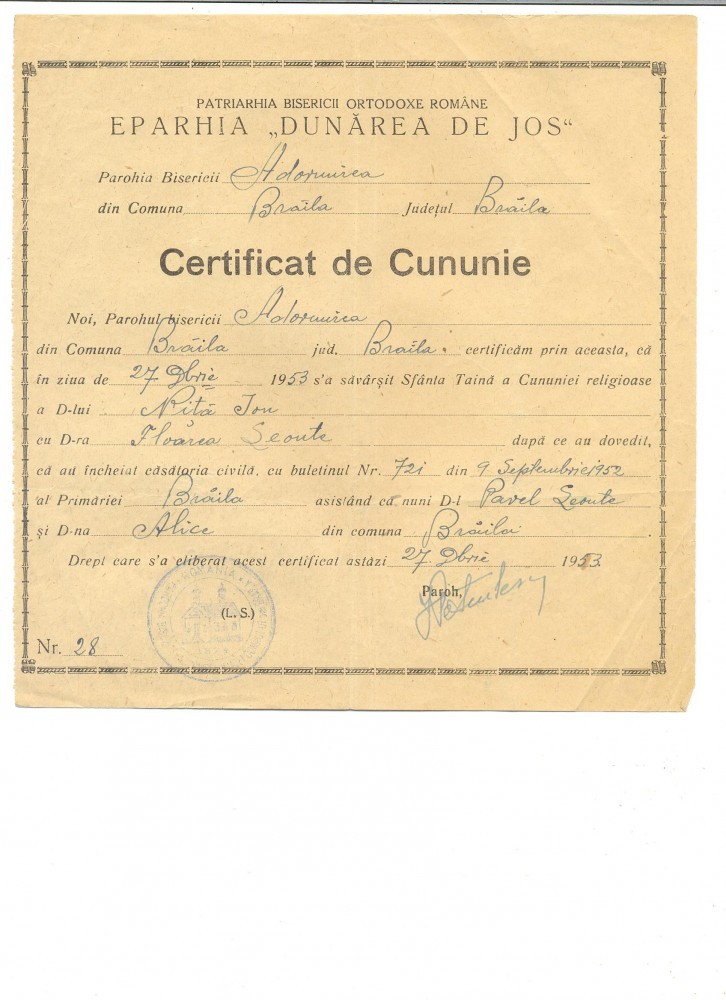 PATRIARHIA BISERICII ORTODOXE ROMÂNE
EPARHIA „DUNĂREA DE JOS“
Parohia Bisericii Adormirea
din Comuna Brăila Județul Brăila
Certificat de Cununie
Noi, Parohul bisericii Adormirea
din Comuna Brăila jud. Brăila. certificăm prin aceasta, că
în ziua de 27 Dbrie 1953 s'a săvârșit Sfânta Taină a Cununiei religioase
a D-lui Niță Ion
cu D-ra Floarea Leonte după ce au dovedit,
că au încheiat căsătoria civilă, cu buletinul Nr. 721 din 9 Septembrie 1952
al Primăriei Brăila asistând ca nuni D-l Pavel Leonte
și D-na Alice din comuna Brăila
Drept care s'a eliberat acest certificat astăzi 27 Dbrie 1953
Paroh,
ROMANIA
(L. S.)
Nr. 28